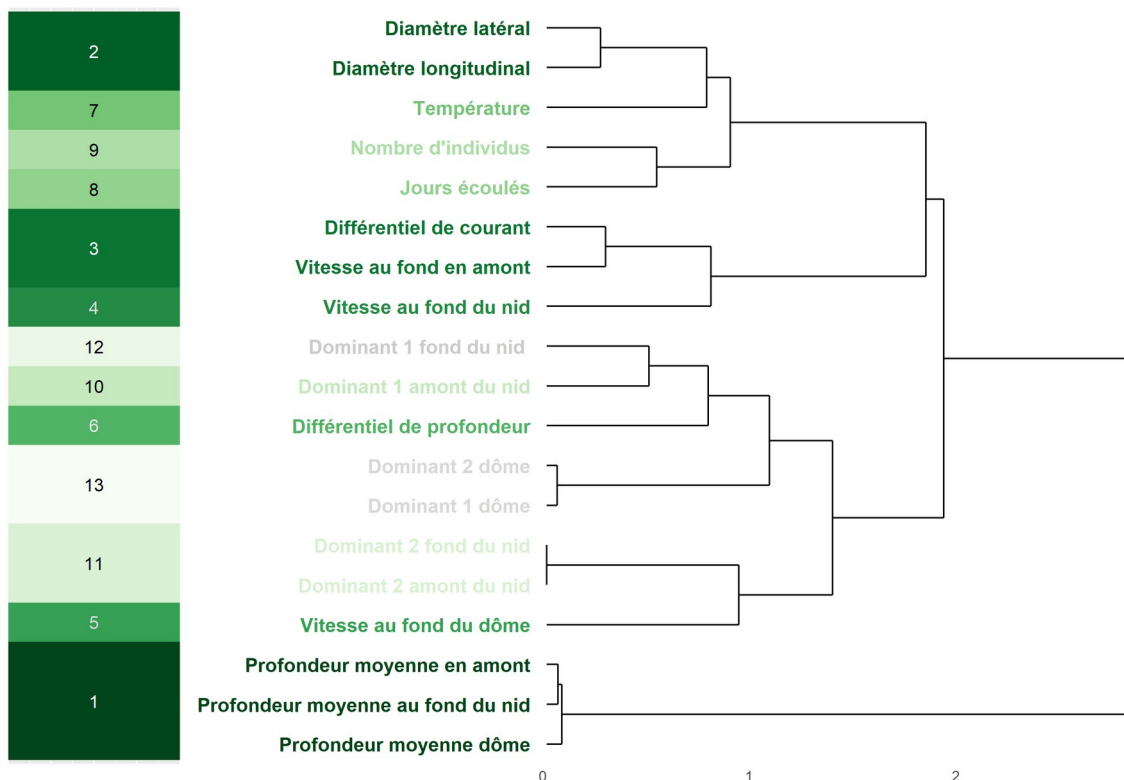 2
7
9
8
3
4
12
10
6
13
11
5
1
Diamètre latéral
Diamètre longitudinal
Température
Nombre d'individus
Jours écoulés
Différentiel de courant
Vitesse au fond en amont
Vitesse au fond du nid
Dominant 1 fond du nid
Dominant 1 amont du nid
Différentiel de profondeur
Dominant 2 dôme
Dominant 1 dôme
Dominant 2 fond du nid
Dominant 2 amont du nid
Vitesse au fond du dôme
Profondeur moyenne en amont
Profondeur moyenne au fond du nid
Profondeur moyenne dôme
0 1 2